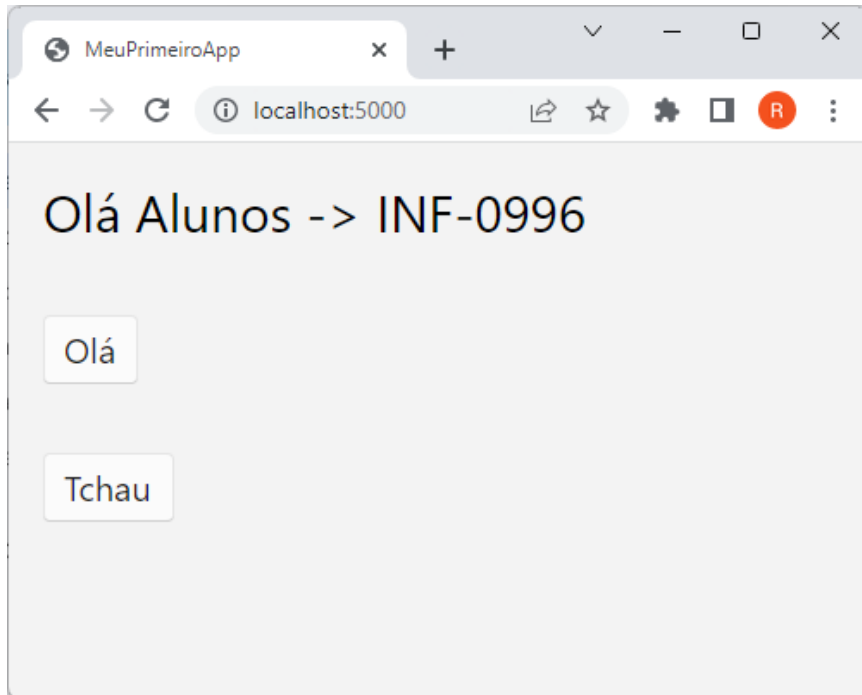 MeuPrimeiroApp
localhost:5000
R
Olá Alunos -> INF-0996
Olá
Tchau